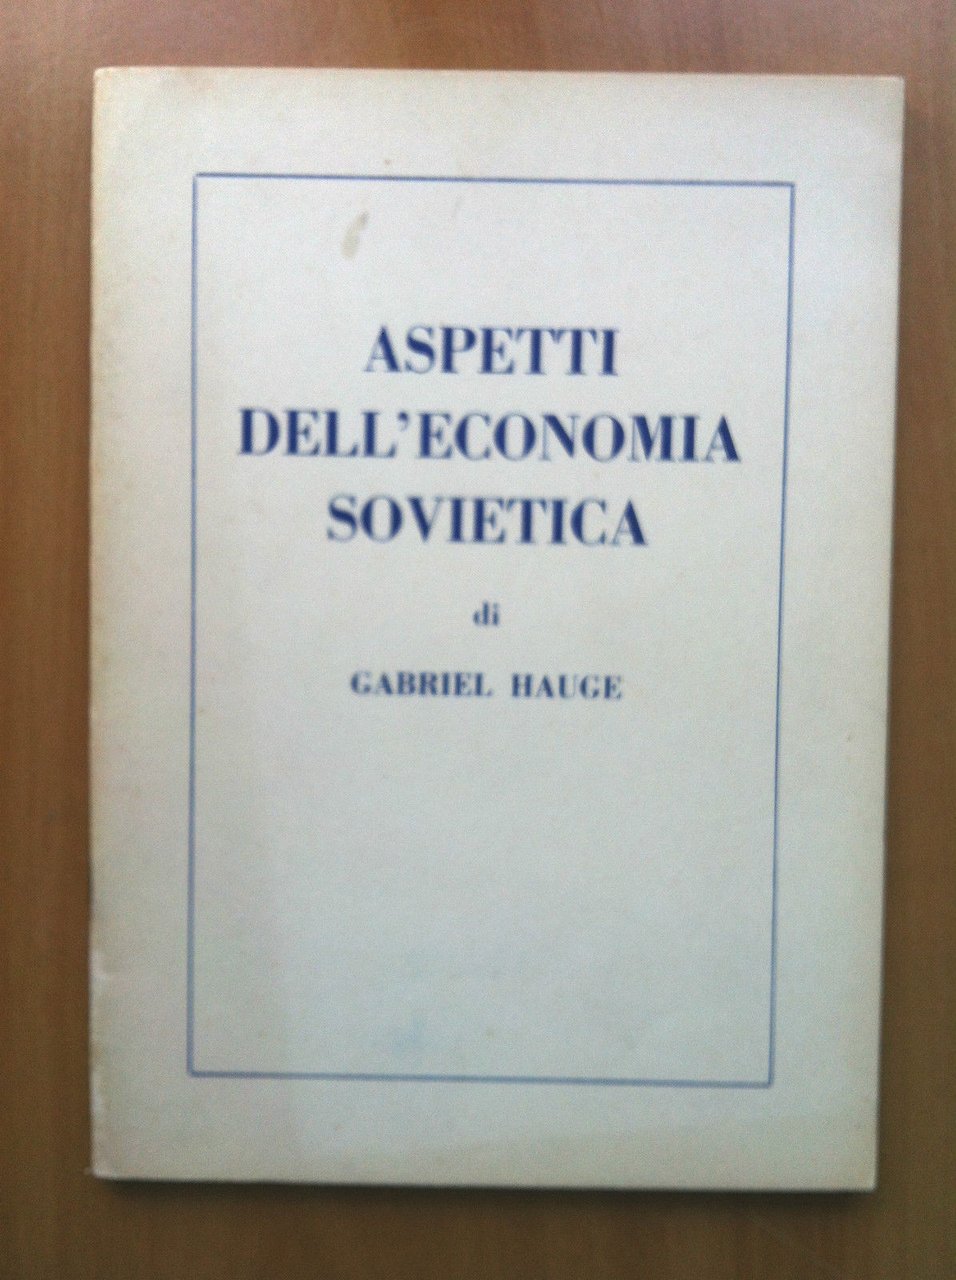 ASPETTI
DELL'ECONOMIA
SOVIETICA
di
GABRIEL HAUGE